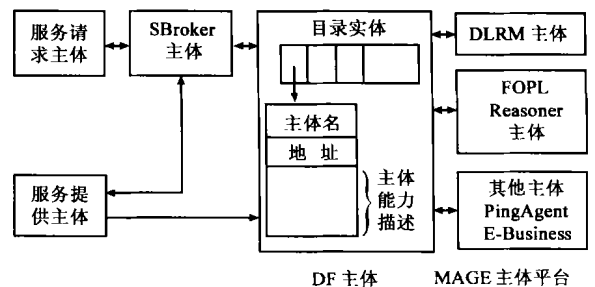 服务请
求主体
SBroker
主体
目录实体
主体名
地 址
主体
能力
描述
服务提
供主体
DLRM 主体
FOPL
Reasoner
主体
其他主体
PingAgent
E-Business
DF 主体
MAGE 主体平台